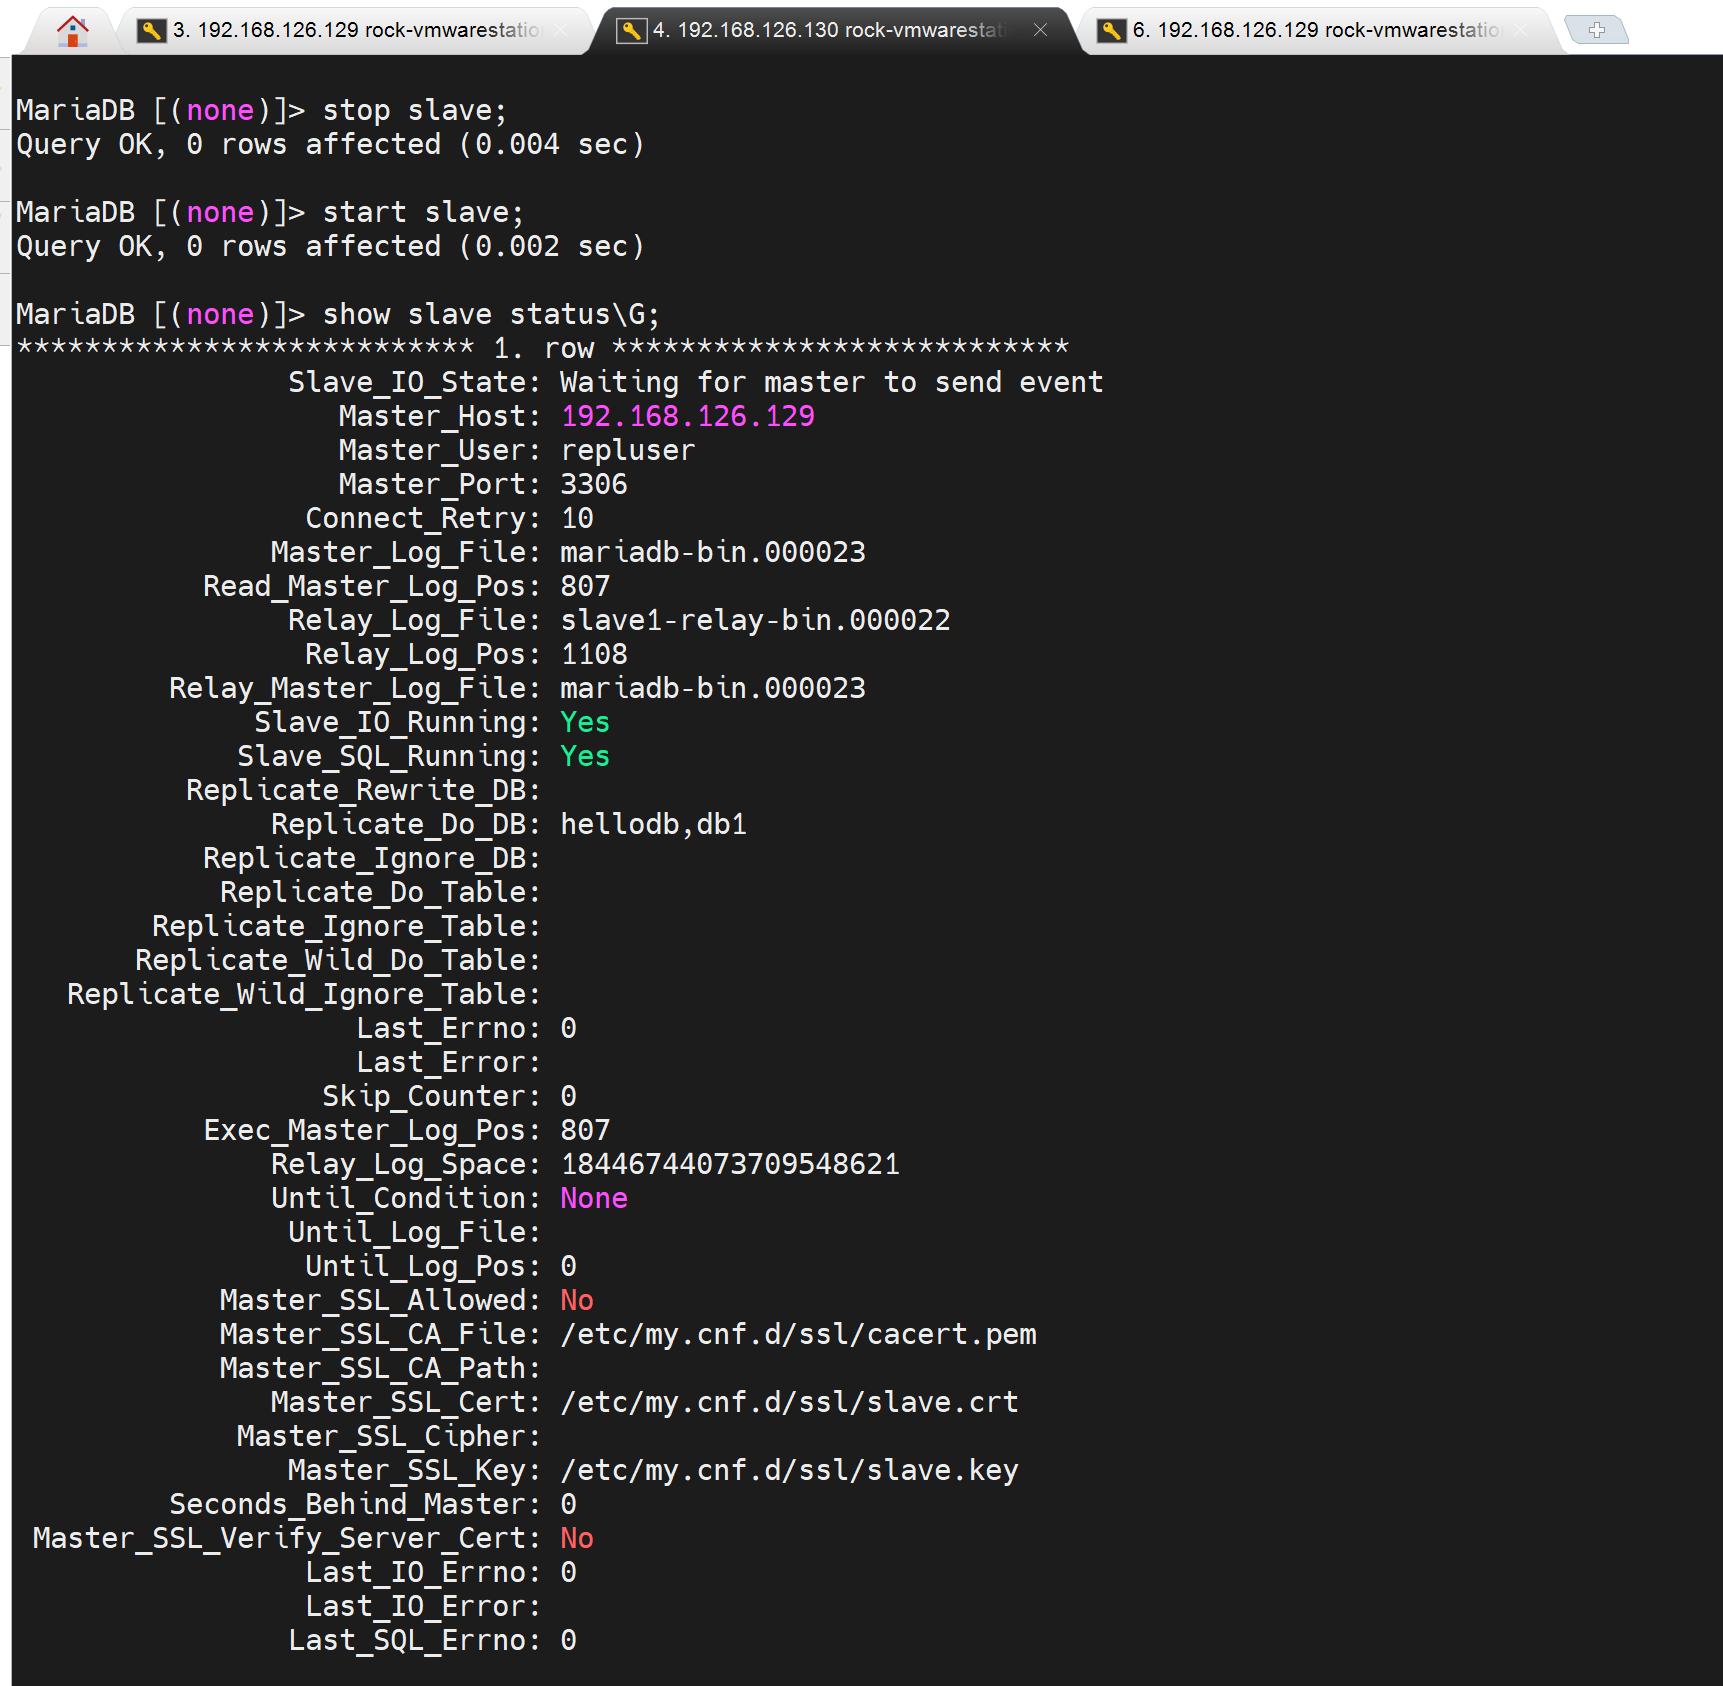 3. 192.168.126.129 rock-vmwarestatio
4. 192.168.126.130 rock-vmwarestati
6. 192.168.126.129 rock-vmwarestatio
MariaDB [(none)]> stop slave;
Query OK, 0 rows affected (0.004 sec)
MariaDB [(none)]> start slave;
Query OK, 0 rows affected (0.002 sec)
MariaDB [(none)]> show slave status\G;
*************************** 1. row ***************************
Slave_IO_State: Waiting for master to send event
Master_Host: 192.168.126.129
Master_User: repluser
Master_Port: 3306
Connect_Retry: 10
Master_Log_File: mariadb-bin.000023
Read_Master_Log_Pos: 807
Relay_Log_File: slave1-relay-bin.000022
Relay_Log_Pos: 1108
Relay_Master_Log_File: mariadb-bin.000023
Slave_IO_Running: Yes
Slave_SQL_Running: Yes
Replicate_Rewrite_DB:
Replicate_Do_DB: hellodb,db1
Replicate_Ignore_DB:
Replicate_Do_Table:
Replicate_Ignore_Table:
Replicate_Wild_Do_Table:
Replicate_Wild_Ignore_Table:
Last_Errno: 0
Last_Error:
Skip_Counter: 0
Exec_Master_Log_Pos: 807
Relay_Log_Space: 18446744073709548621
Until_Condition: None
Until_Log_File:
Until_Log_Pos: 0
Master_SSL_Allowed: No
Master_SSL_CA_File: /etc/my.cnf.d/ssl/cacert.pem
Master_SSL_CA_Path:
Master_SSL_Cert: /etc/my.cnf.d/ssl/slave.crt
Master_SSL_Cipher:
Master_SSL_Key: /etc/my.cnf.d/ssl/slave.key
Seconds_Behind_Master: 0
Master_SSL_Verify_Server_Cert: No
Last_IO_Errno: 0
Last_IO_Error:
Last_SQL_Errno: 0